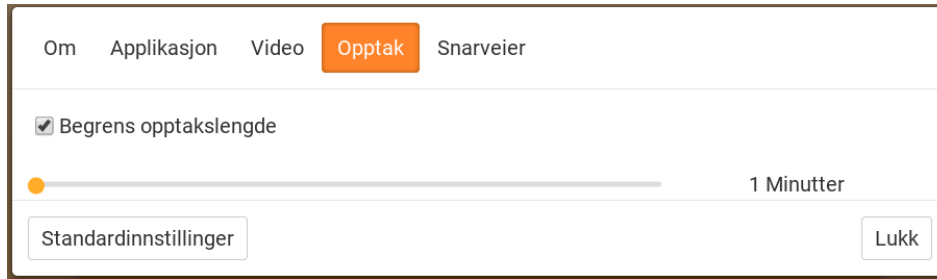 Om Applikasjon Video Opptak Snarveier
Begrens opptakslengde
1 Minutter
Standardinnstillinger Lukk